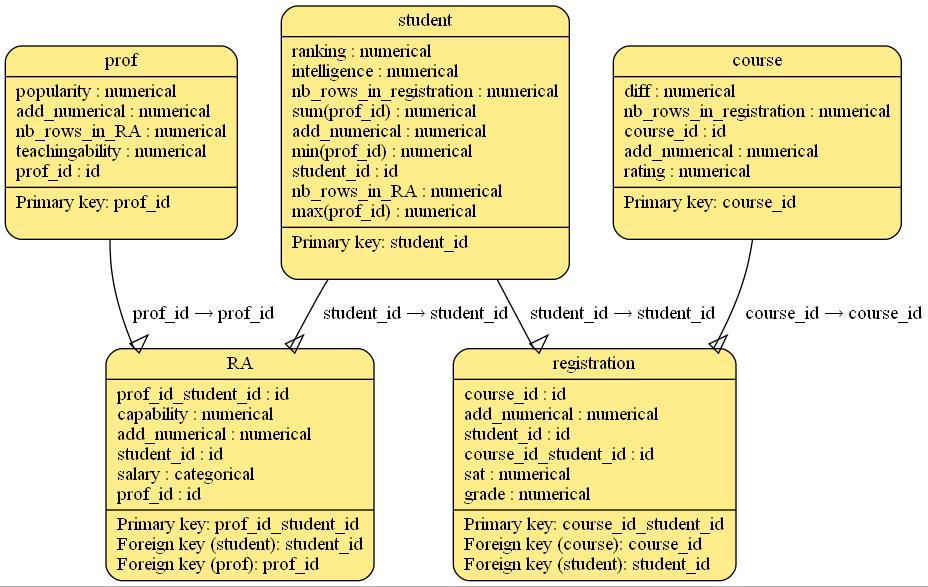 student
ranking : numerical
intelligence : numerical
nb_rows_in_registration : numerical
sum(prof_id) : numerical
add_numerical : numerical
min(prof_id) : numerical
student_id : id
nb_rows_in_RA : numerical
max(prof_id) : numerical
Primary key: student_id
prof
popularity : numerical
add_numerical : numerical
nb_rows_in_RA : numerical
teachingability : numerical
prof_id : id
Primary key: prof_id
course
diff : numerical
nb_rows_in_registration : numerical
course_id : id
add_numerical : numerical
rating : numerical
Primary key: course_id
prof_id → prof_id
student_id → student_id
student_id → student_id
course_id → course_id
RA
prof_id_student_id : id
capability : numerical
add_numerical : numerical
student_id : id
salary : categorical
prof_id : id
Primary key: prof_id_student_id
Foreign key (student): student_id
Foreign key (prof): prof_id
registration
course_id : id
add_numerical : numerical
student_id : id
course_id_student_id : id
sat : numerical
grade : numerical
Primary key: course_id_student_id
Foreign key (course): course_id
Foreign key (student): student_id